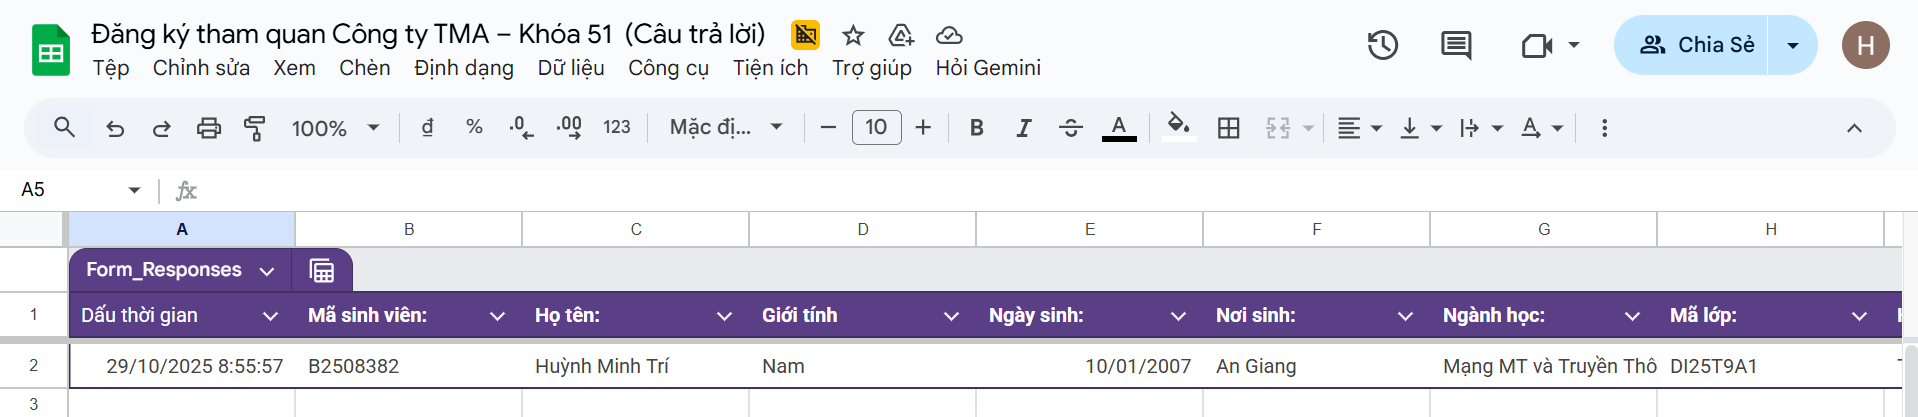 Đăng ký tham quan Công ty TMA – Khóa 51 (Câu trả lời)
Tệp Chỉnh sửa Xem Chèn Định dạng Dữ liệu Công cụ Tiện ích Trợ giúp Hỏi Gemini
Chia Sẻ
H
100% đ % .0 .00 123 Mặc đị... 10 B I S A
A5 fx
A B C D E F G H
Form_Responses
1 Dấu thời gian Mã sinh viên: Họ tên: Giới tính Ngày sinh: Nơi sinh: Ngành học: Mã lớp:
2 29/10/2025 8:55:57 B2508382 Huỳnh Minh Trí Nam 10/01/2007 An Giang Mạng MT và Truyền Thô DI25T9A1
3